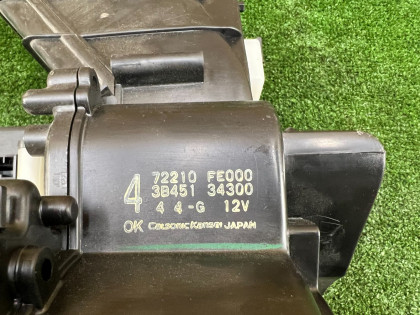 72210 FE000
4 3B451 34300
4 4-G 12V
OK Calsonic Kansei JAPAN